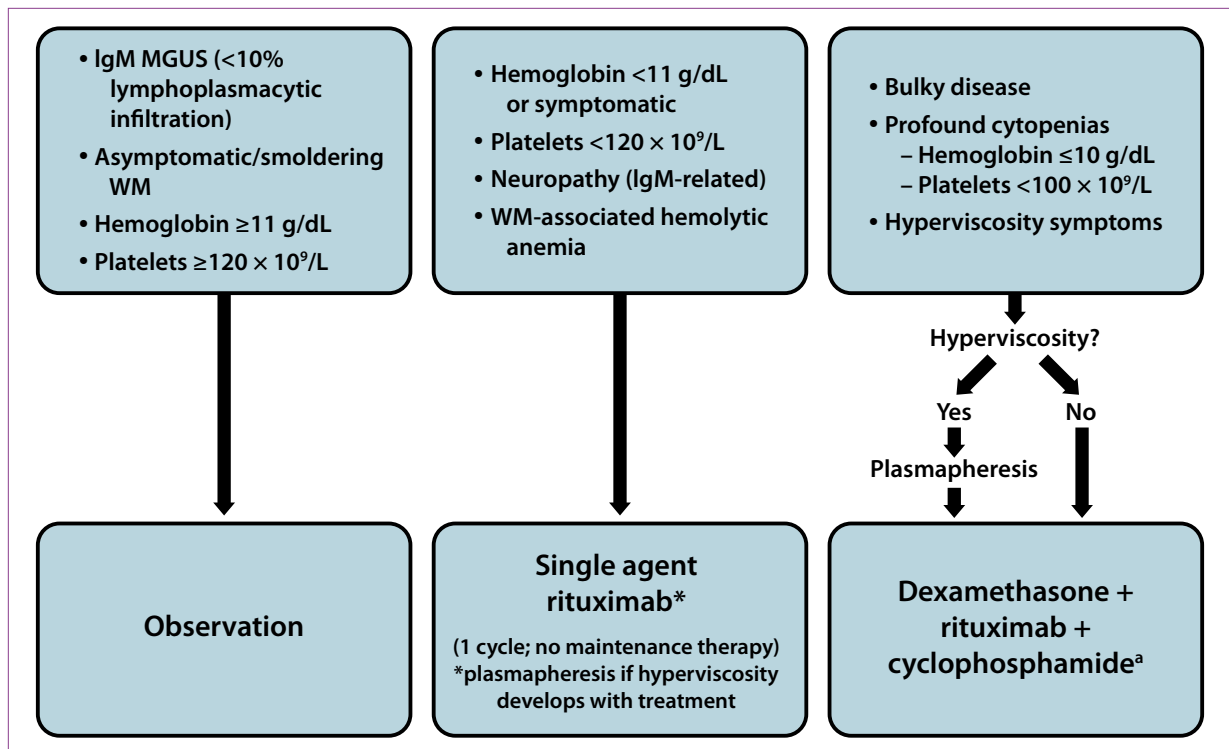 • IgM MGUS (<10%
lymphoplasmacytic
infiltration)
• Asymptomatic/smoldering
WM
• Hemoglobin ≥11 g/dL
• Platelets ≥120 × 10⁹/L
• Hemoglobin <11 g/dL
or symptomatic
• Platelets <120 × 10⁹/L
• Neuropathy (IgM-related)
• WM-associated hemolytic
anemia
• Bulky disease
• Profound cytopenias
– Hemoglobin ≤10 g/dL
– Platelets <100 × 10⁹/L
• Hyperviscosity symptoms
Hyperviscosity?
Yes
No
Plasmapheresis
Observation
Single agent
rituximab*
(1 cycle; no maintenance therapy)
*plasmapheresis if hyperviscosity
develops with treatment
Dexamethasone +
rituximab +
cyclophosphamideᵃ